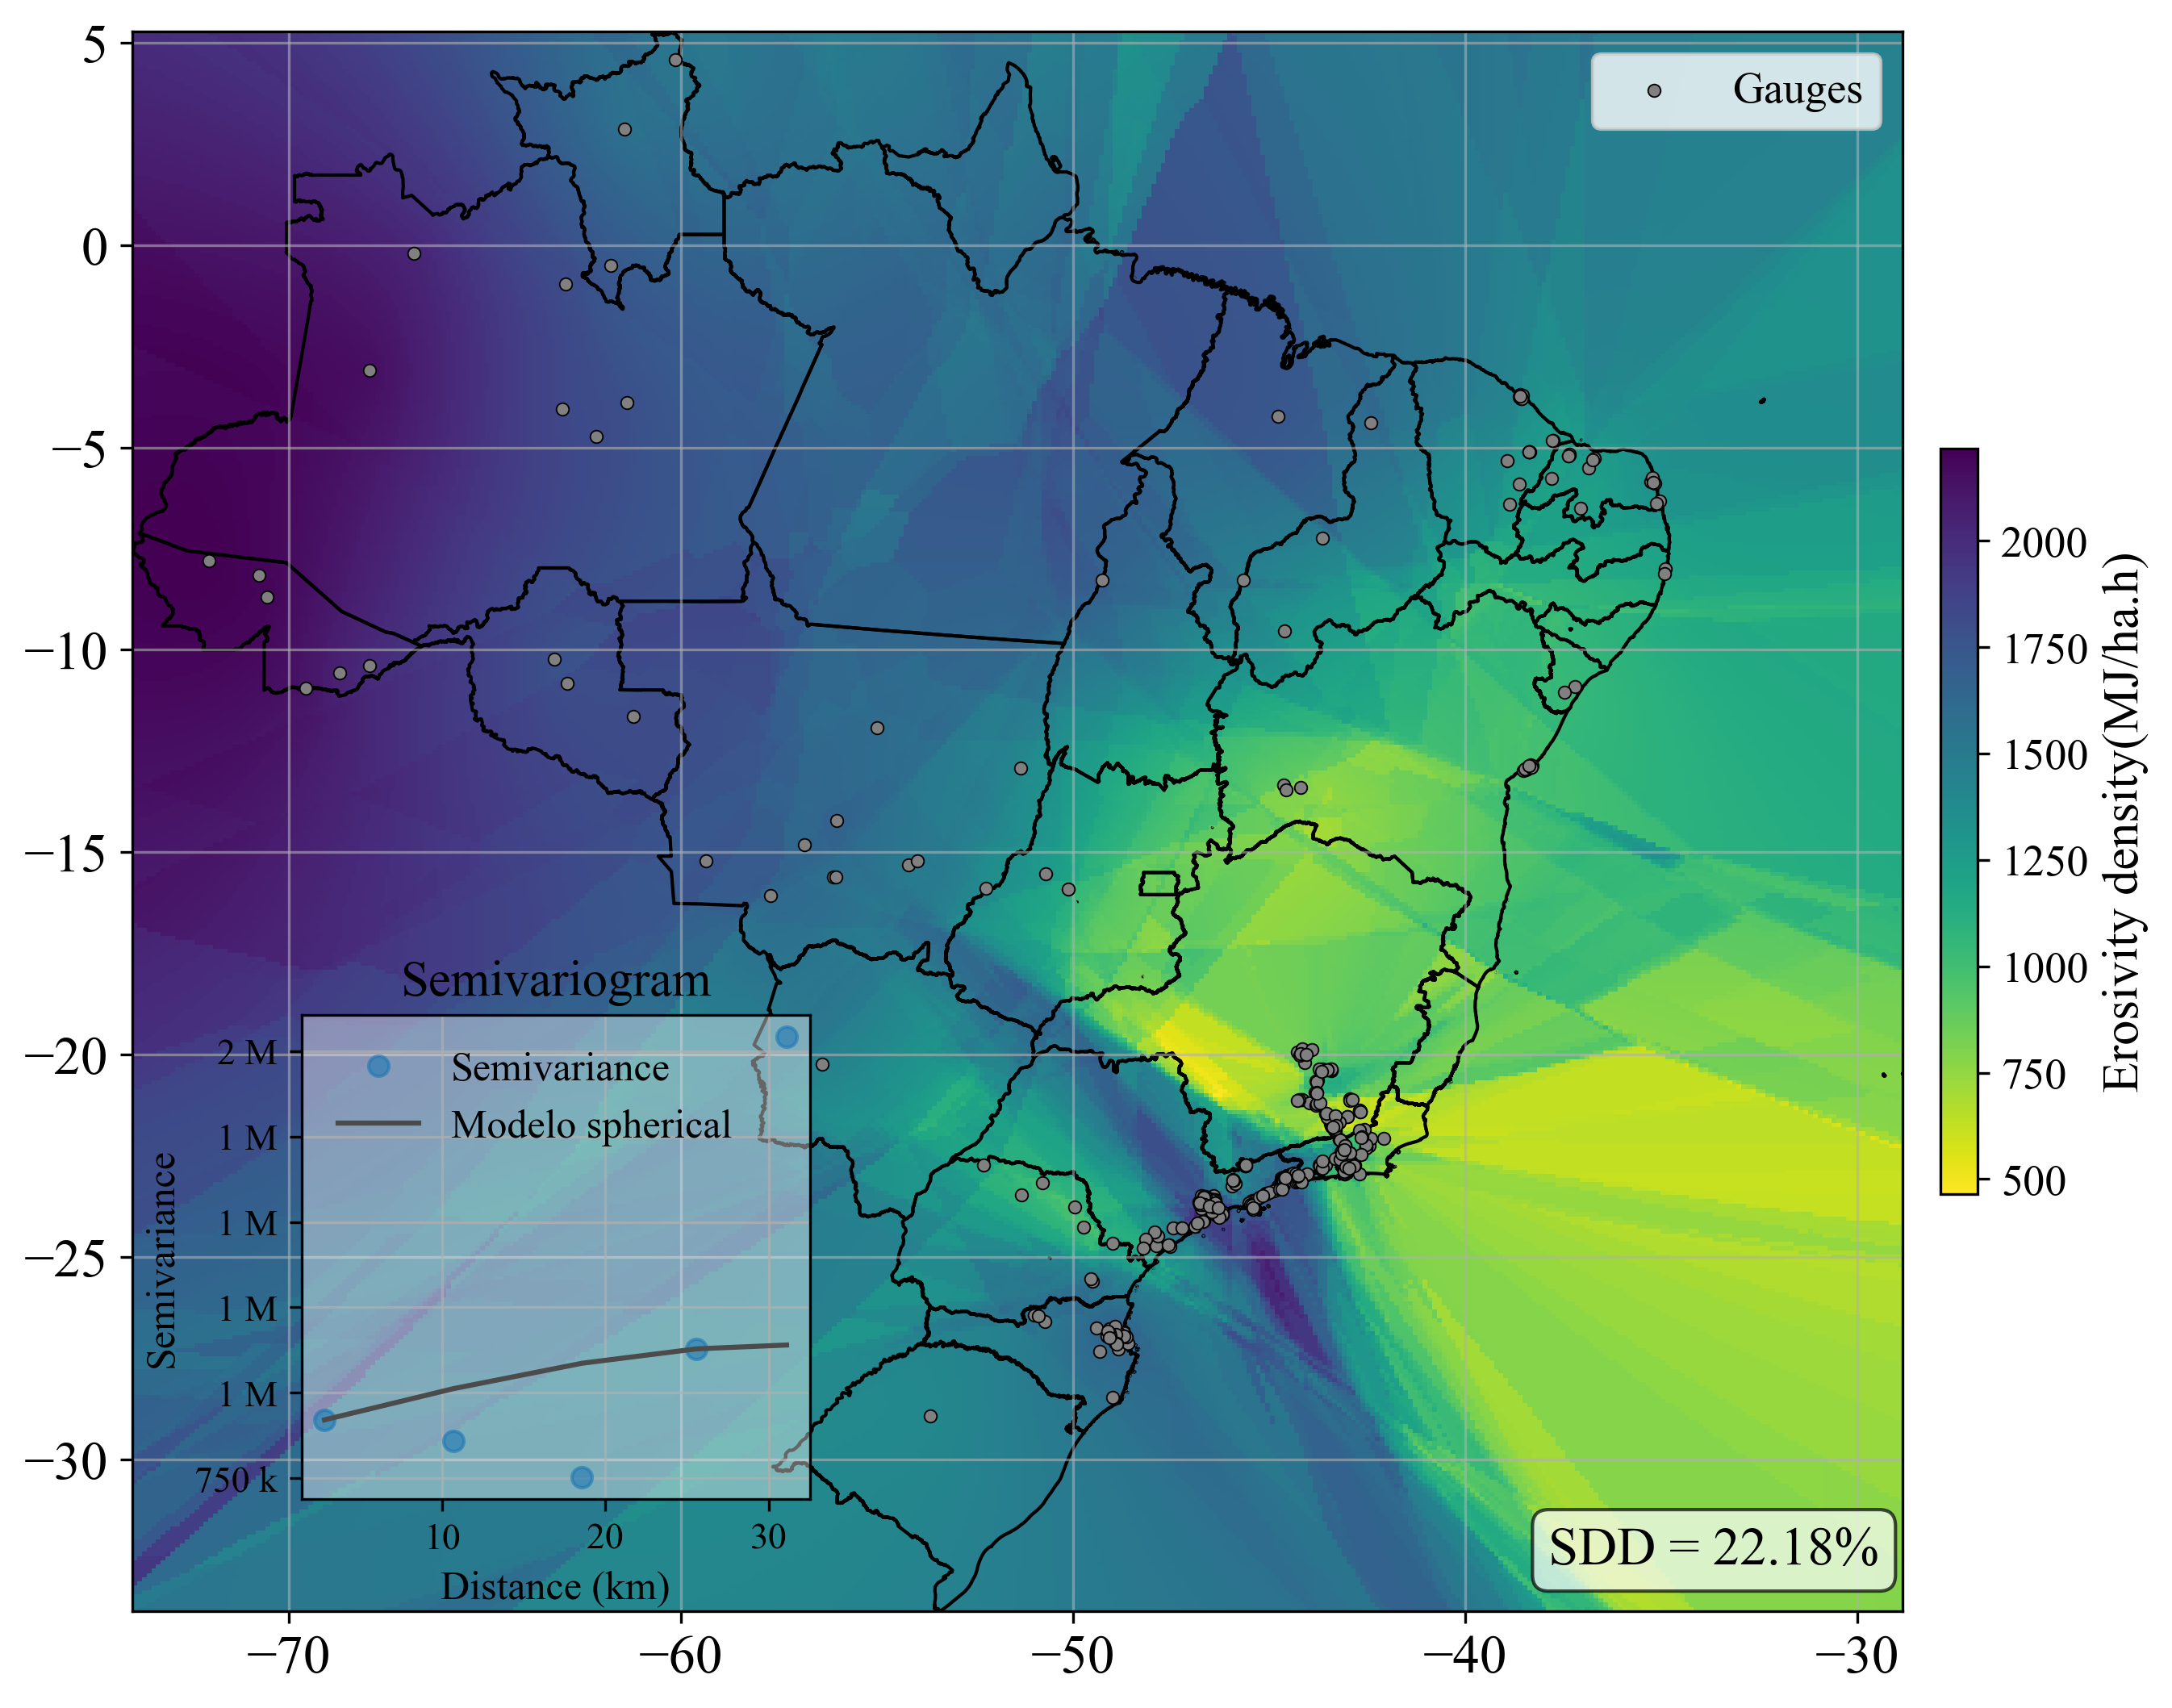 5
0
−5
−10
−15
−20
−25
−30
−70
−60
−50
−40
−30
Gauges
2000
1750
1500
1250
1000
750
500
Erosivity density(MJ/ha.h)
Semivariogram
Semivariance
Modelo spherical
2 M
1 M
1 M
1 M
1 M
750 k
Semivariance
10
20
30
Distance (km)
SDD = 22.18%